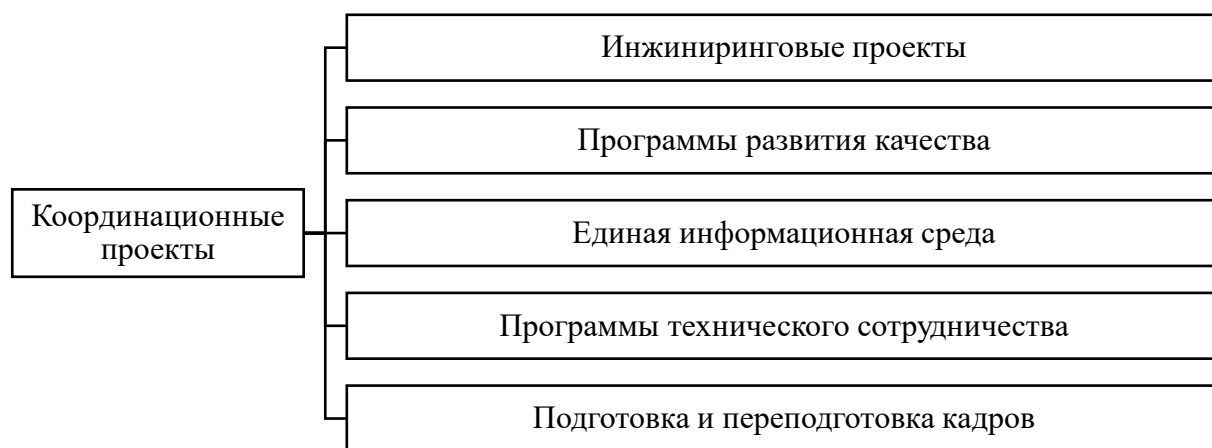 Инжиниринговые проекты
Программы развития качества
Координационные
проекты
Единая информационная среда
Программы технического сотрудничества
Подготовка и переподготовка кадров